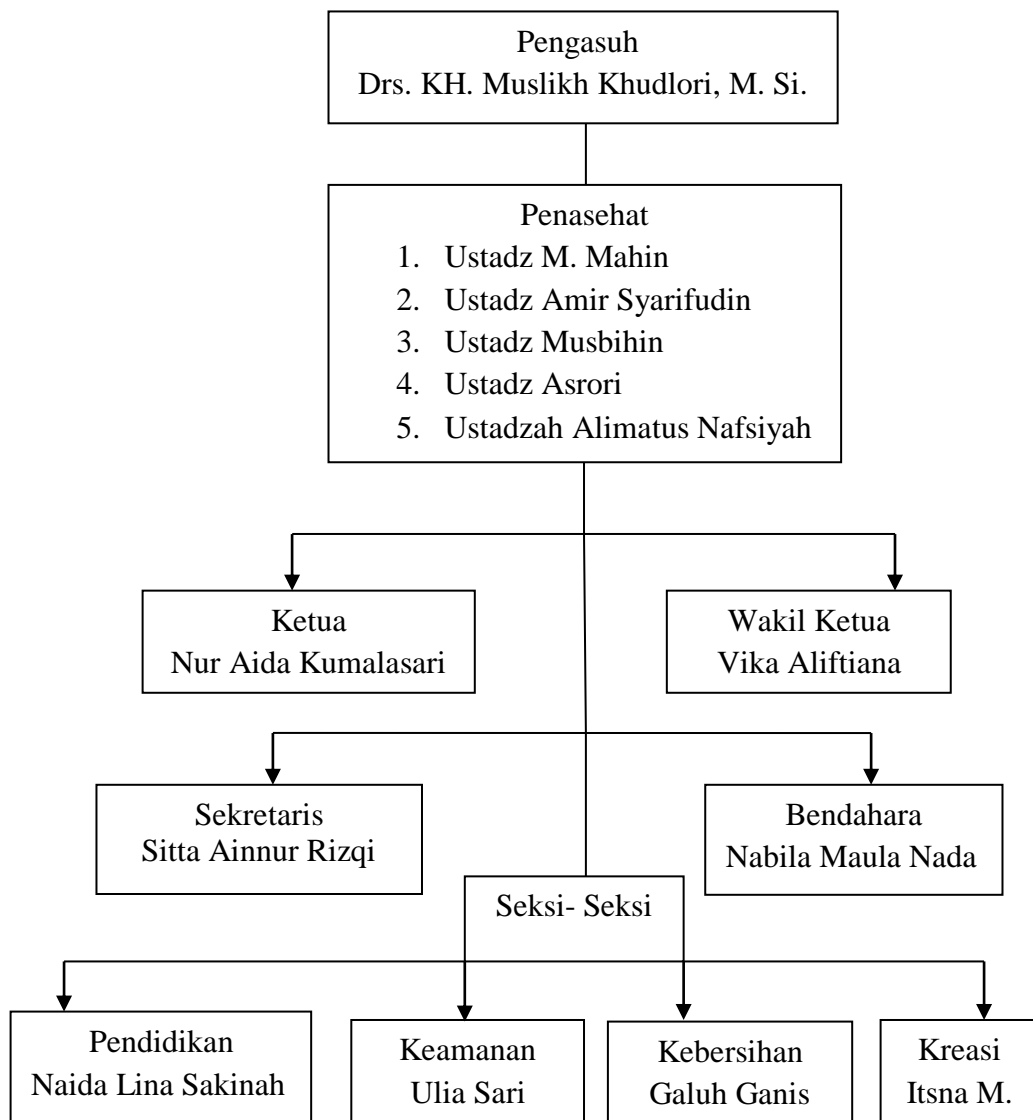 Pengasuh
Drs. KH. Muslikh Khudlori, M. Si.
Penasehat
1. Ustadz M. Mahin
2. Ustadz Amir Syarifudin
3. Ustadz Musbihin
4. Ustadz Asrori
5. Ustadzah Alimatus Nafsiyah
Ketua
Nur Aida Kumalasari
Wakil Ketua
Vika Aliftiana
Sekretaris
Sitta Ainnur Rizqi
Bendahara
Nabila Maula Nada
Seksi- Seksi
Pendidikan
Naida Lina Sakinah
Keamanan
Ulia Sari
Kebersihan
Galuh Ganis
Kreasi
Itsna M.